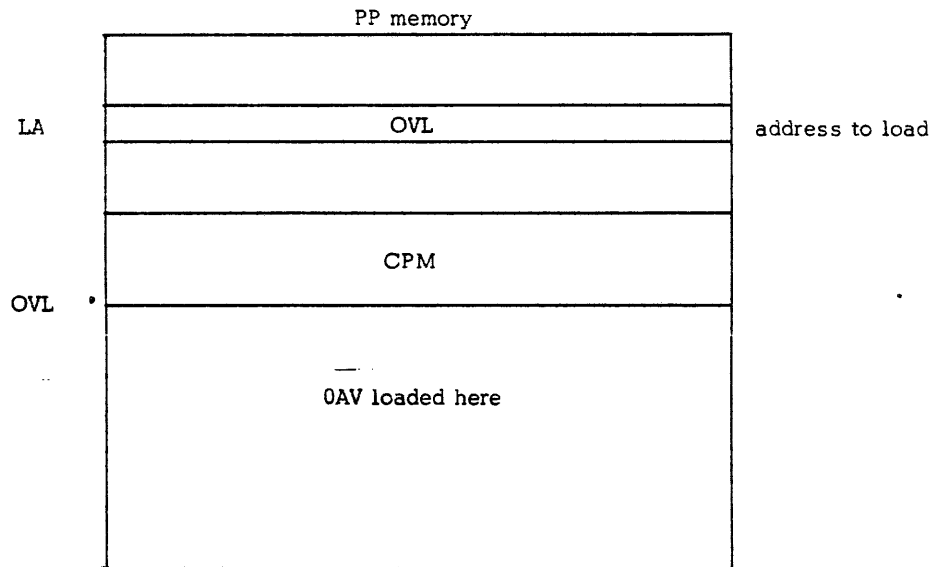 PP memory
LA OVL address to load
CPM
OVL
0AV loaded here